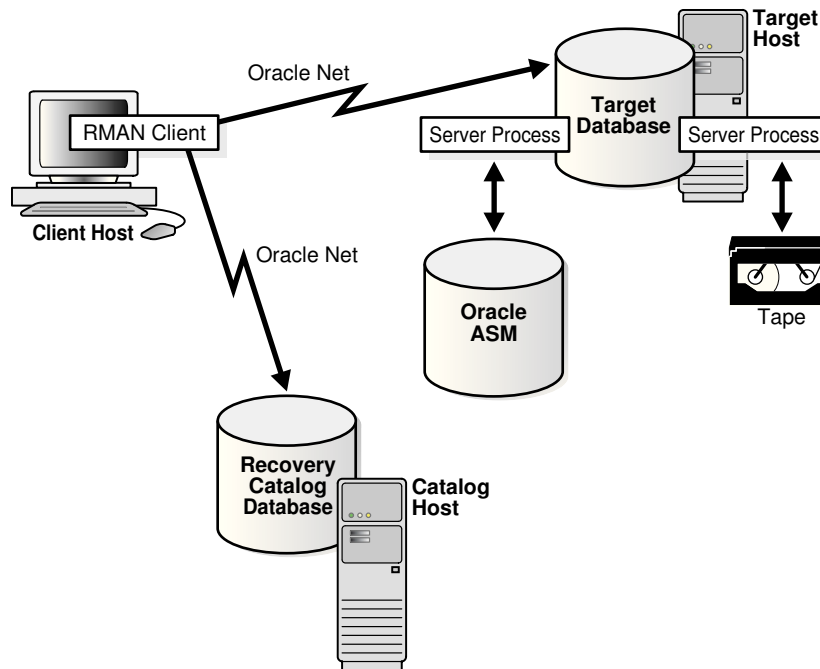 Target
Host
Oracle Net
Target
Database
RMAN Client
Server Process
Server Process
Client Host
Oracle Net
Oracle
ASM
Tape
Recovery
Catalog
Database
Catalog
Host